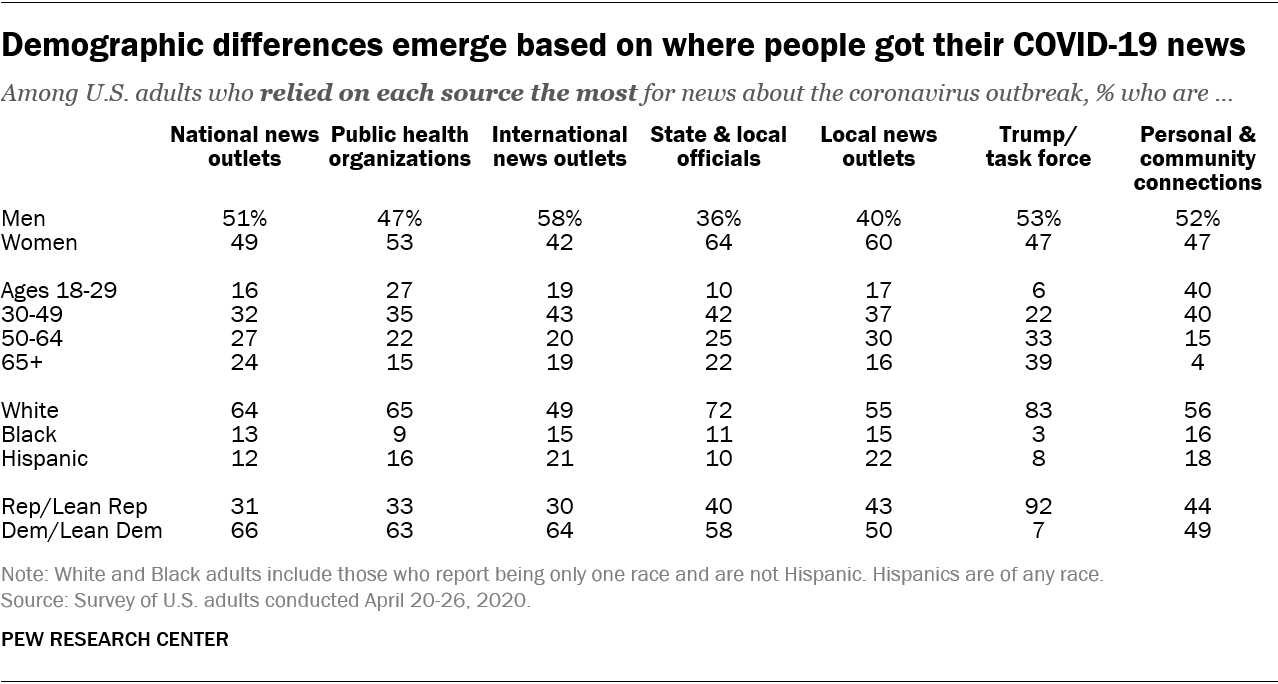 Demographic differences emerge based on where people got their COVID-19 news
Among U.S. adults who relied on each source the most for news about the coronavirus outbreak, % who are ...
National news outlets Public health organizations International news outlets State & local officials Local news outlets Trump/ task force Personal & community connections
Men 51% 47% 58% 36% 40% 53% 52%
Women 49 53 42 64 60 47 47
Ages 18-29 16 27 19 10 17 6 40
30-49 32 35 43 42 37 22 40
50-64 27 22 20 25 30 33 15
65+ 24 15 19 22 16 39 4
White 64 65 49 72 55 83 56
Black 13 9 15 11 15 3 16
Hispanic 12 16 21 10 22 8 18
Rep/Lean Rep 31 33 30 40 43 92 44
Dem/Lean Dem 66 63 64 58 50 7 49
Note: White and Black adults include those who report being only one race and are not Hispanic. Hispanics are of any race.
Source: Survey of U.S. adults conducted April 20-26, 2020.
PEW RESEARCH CENTER